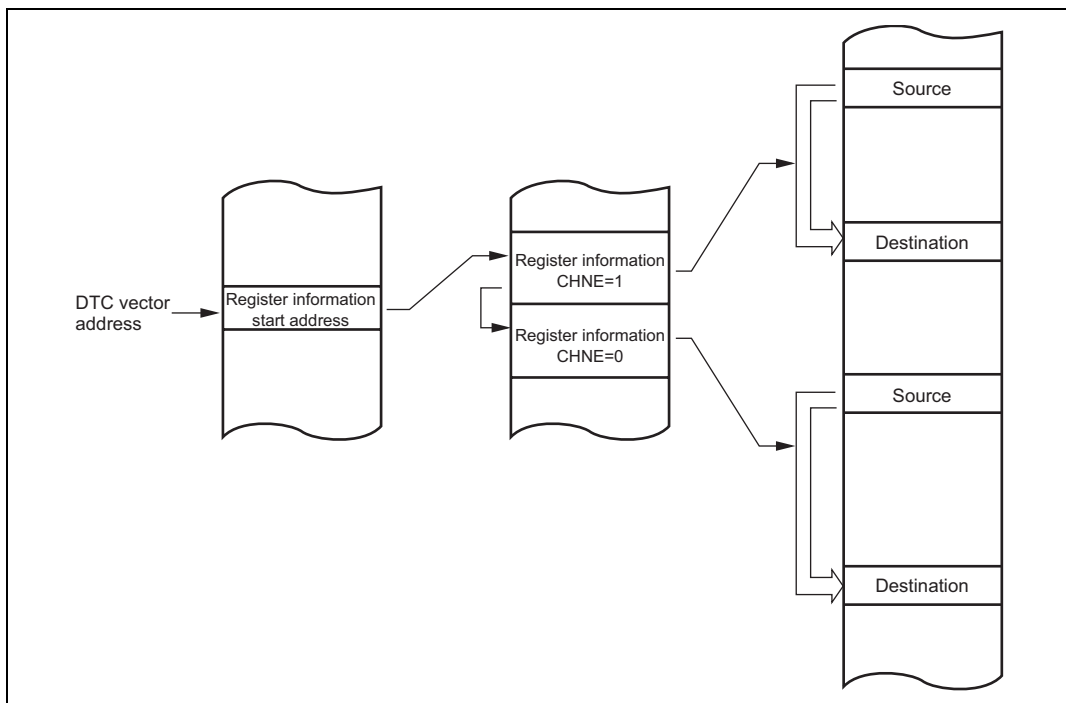 DTC vector
address
Register information
start address
Register information
CHNE=1
Register information
CHNE=0
Source
Destination
Source
Destination